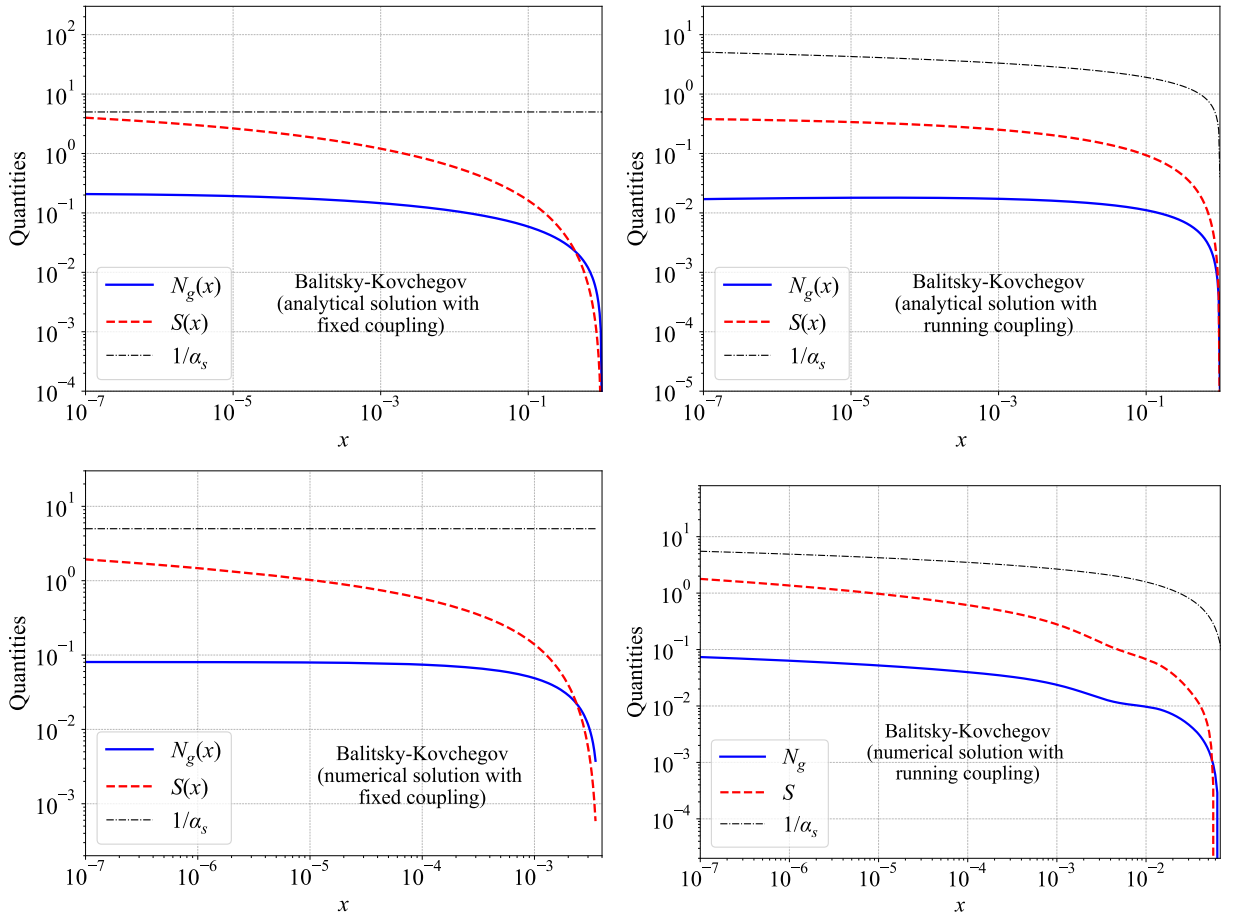 Quantities
10^2
10^1
10^0
10^−1
10^−2
10^−3
10^−4
N_g(x)
S(x)
1/α_s
Balitsky-Kovchegov
(analytical solution with
fixed coupling)
10^−7
10^−5
10^−3
10^−1
x
Quantities
10^1
10^0
10^−1
10^−2
10^−3
10^−4
10^−5
N_g(x)
S(x)
1/α_s
Balitsky-Kovchegov
(analytical solution with
running coupling)
10^−7
10^−5
10^−3
10^−1
x
Quantities
10^1
10^0
10^−1
10^−2
10^−3
N_g(x)
S(x)
1/α_s
Balitsky-Kovchegov
(numerical solution with
fixed coupling)
10^−7
10^−6
10^−5
10^−4
10^−3
x
Quantities
10^1
10^0
10^−1
10^−2
10^−3
10^−4
N_g
S
1/α_s
Balitsky-Kovchegov
(numerical solution with
running coupling)
10^−7
10^−6
10^−5
10^−4
10^−3
10^−2
x